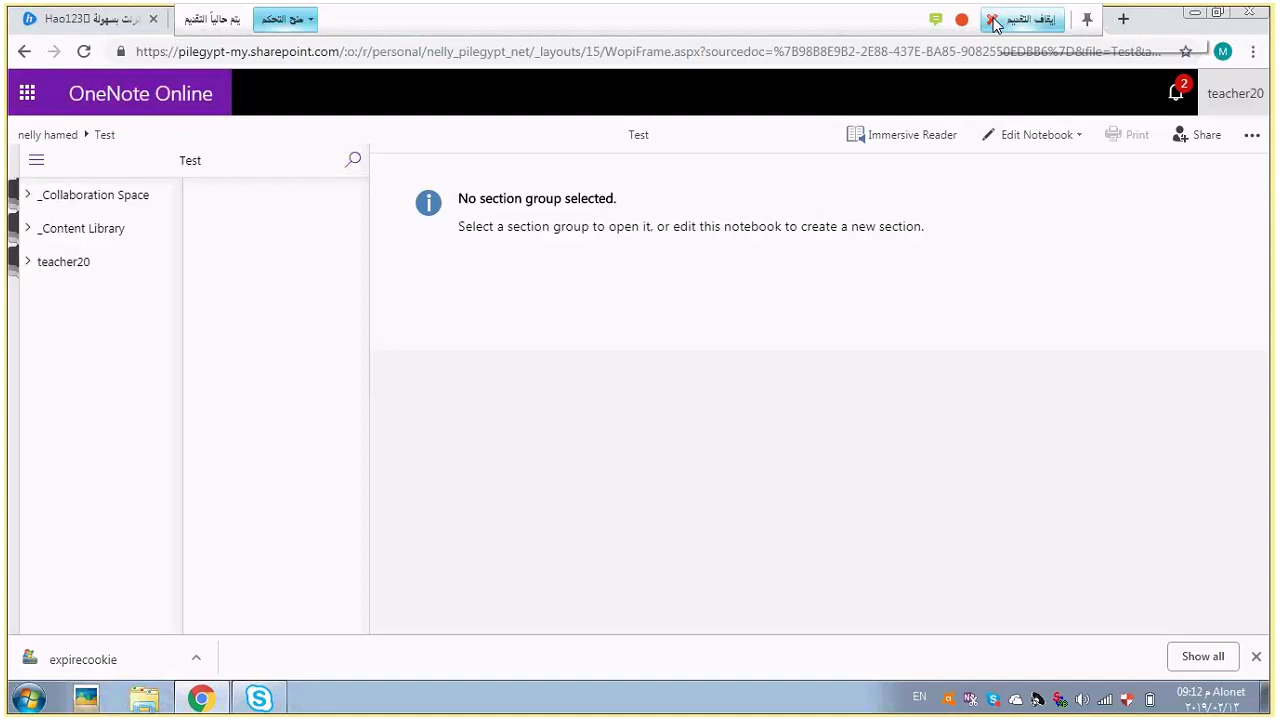 Hao123
نرنت بسهولة
يتم حالياً التقديم
منح التحكم
إيقاف التقديم
https://pilegypt-my.sharepoint.com/:o:/r/personal/nelly_pilegypt_net/_layouts/15/WopiFrame.aspx?sourcedoc=%7B98B8E9B2-2E88-437E-BA85-9082550EDBB6%7D&file=Test&a...
M
OneNote Online
2
teacher20
nelly hamed Test
Test
Immersive Reader
Edit Notebook
Print
Share
Test
_Collaboration Space
_Content Library
teacher20
No section group selected.
Select a section group to open it, or edit this notebook to create a new section.
expirecookie
Show all
EN
09:12 م Alonet
٢٠١٩/٠٢/١٣